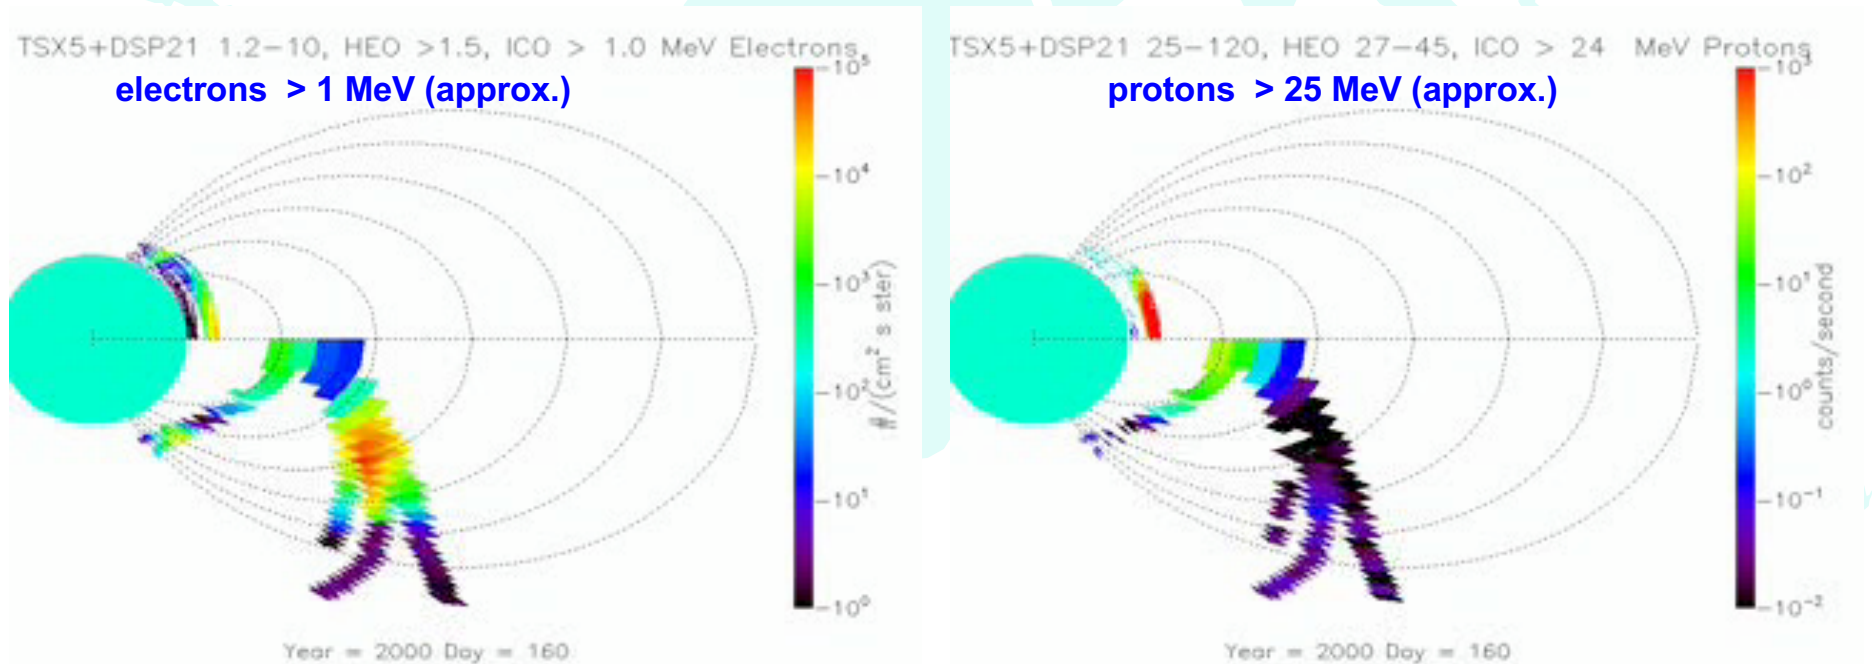 TSX5+DSP21 1.2-10, HEO >1.5, ICO > 1.0 MeV Electrons
electrons > 1 MeV (approx.)
10⁵
10⁴
10³
10²
10¹
10⁰
#/(cm² s ster)
Year = 2000 Day = 160
TSX5+DSP21 25-120, HEO 27-45, ICO > 24 MeV Protons
protons > 25 MeV (approx.)
10³
10²
10¹
10⁰
10⁻¹
10⁻²
counts/second
Year = 2000 Day = 160